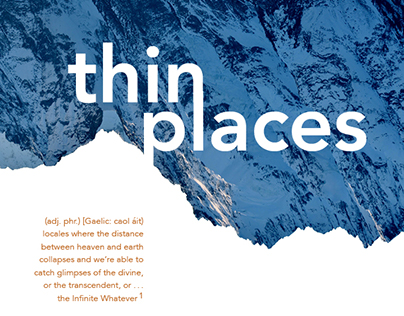 thin
places
(adj. phr.) [Gaelic: caol áit)
locales where the distance
between heaven and earth
collapses and we're able to
catch glimpses of the divine,
or the transcendent, or . . .
the Infinite Whatever 1